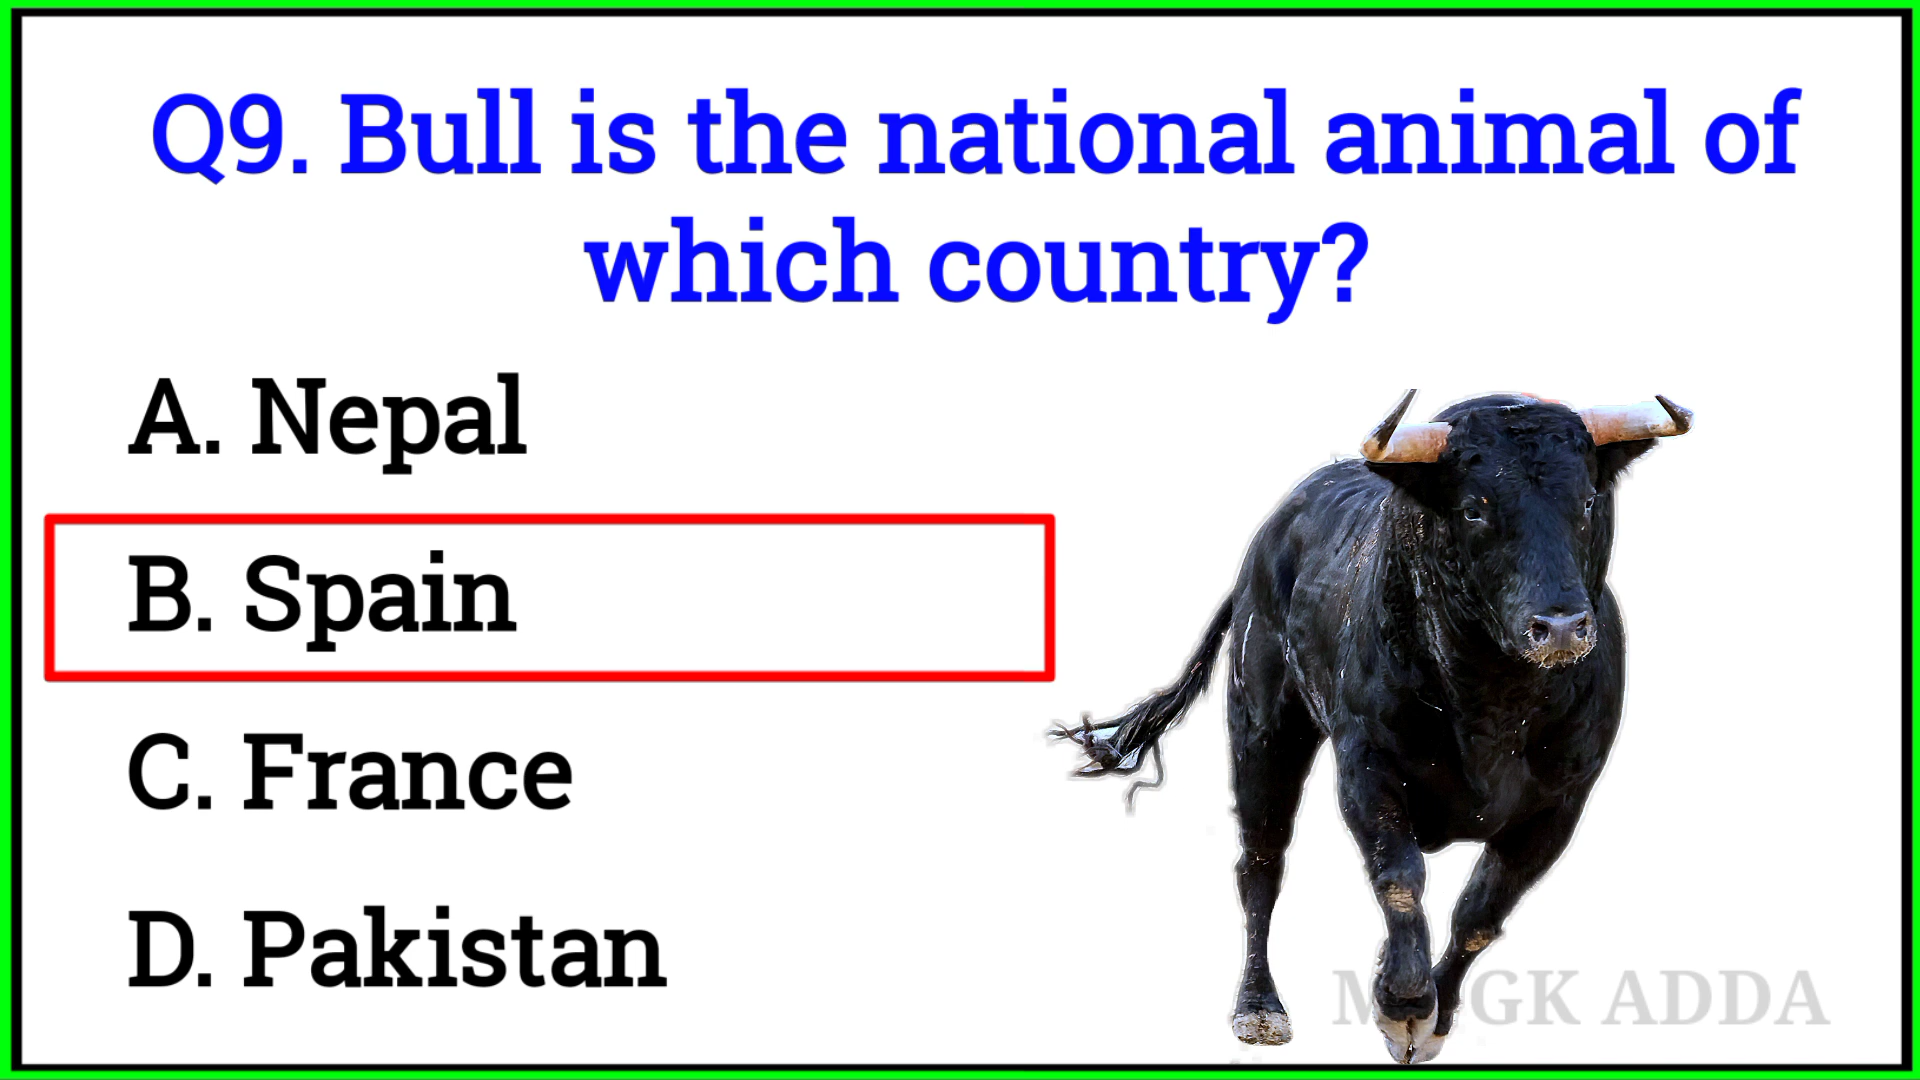 Q9. Bull is the national animal of
which country?
A. Nepal
B. Spain
C. France
D. Pakistan
GK ADDA